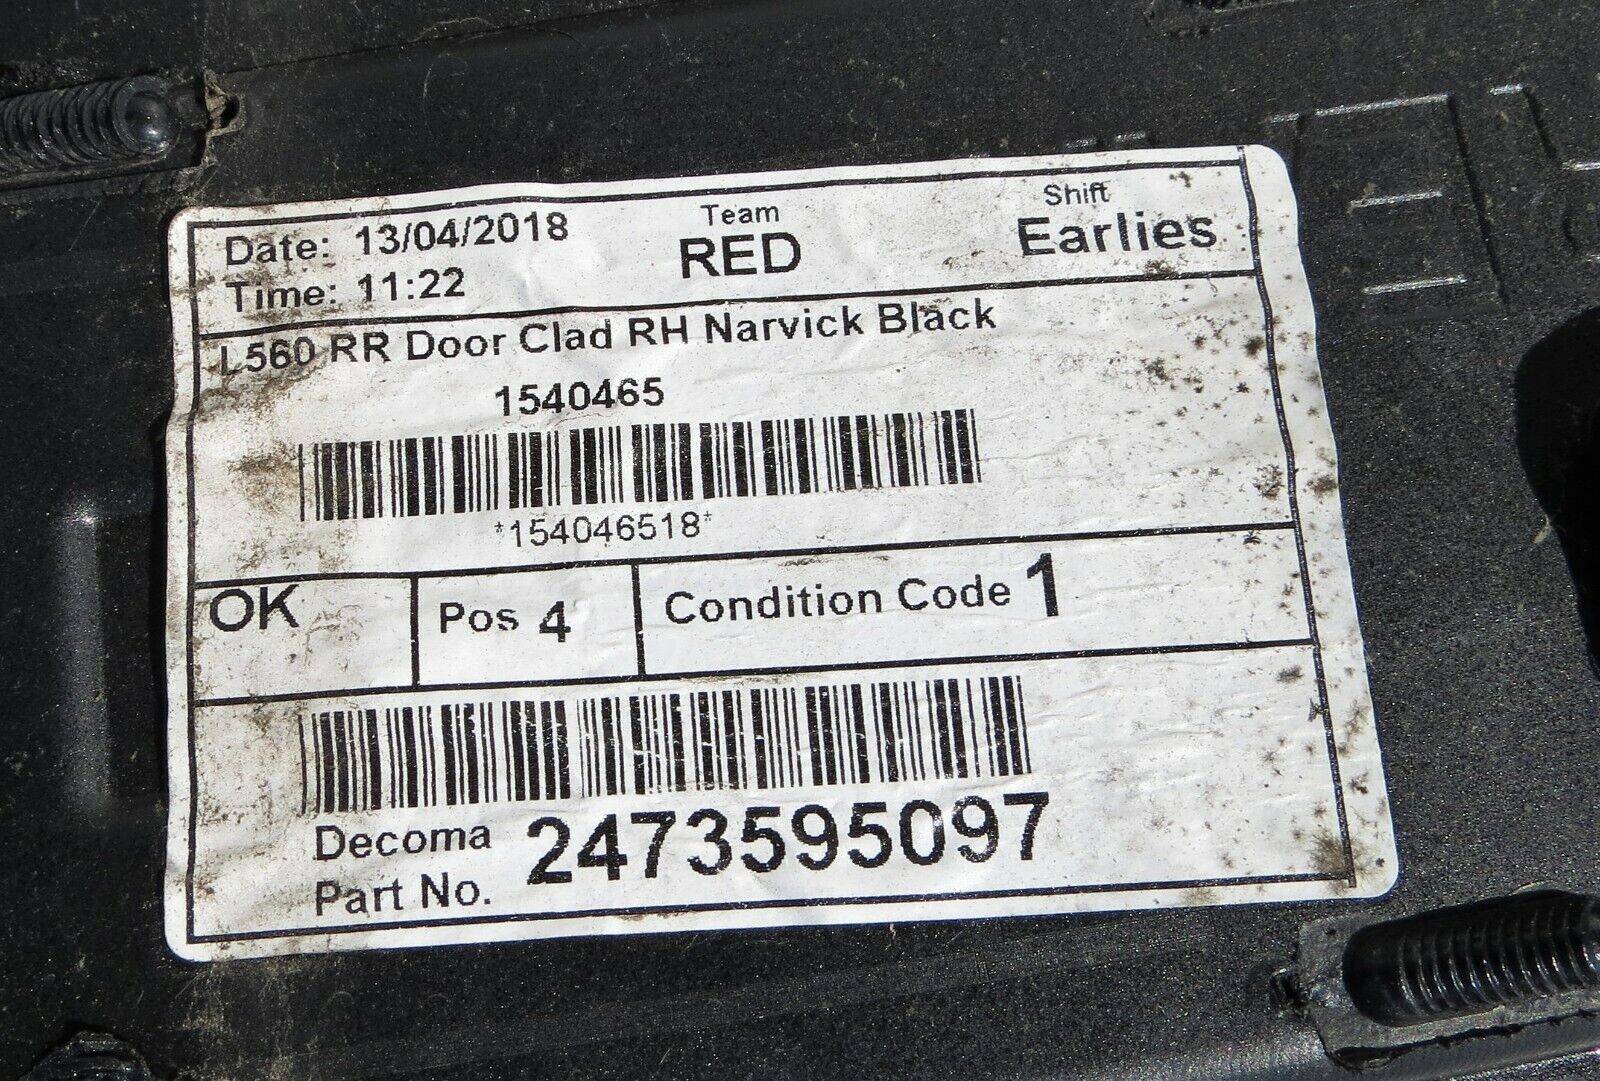 Date: 13/04/2018
Team
Shift
RED
Earlies
Time: 11:22
L560 RR Door Clad RH Narvick Black
1540465
*154046518*
OK
Pos 4
Condition Code 1
Decoma
Part No. 2473595097